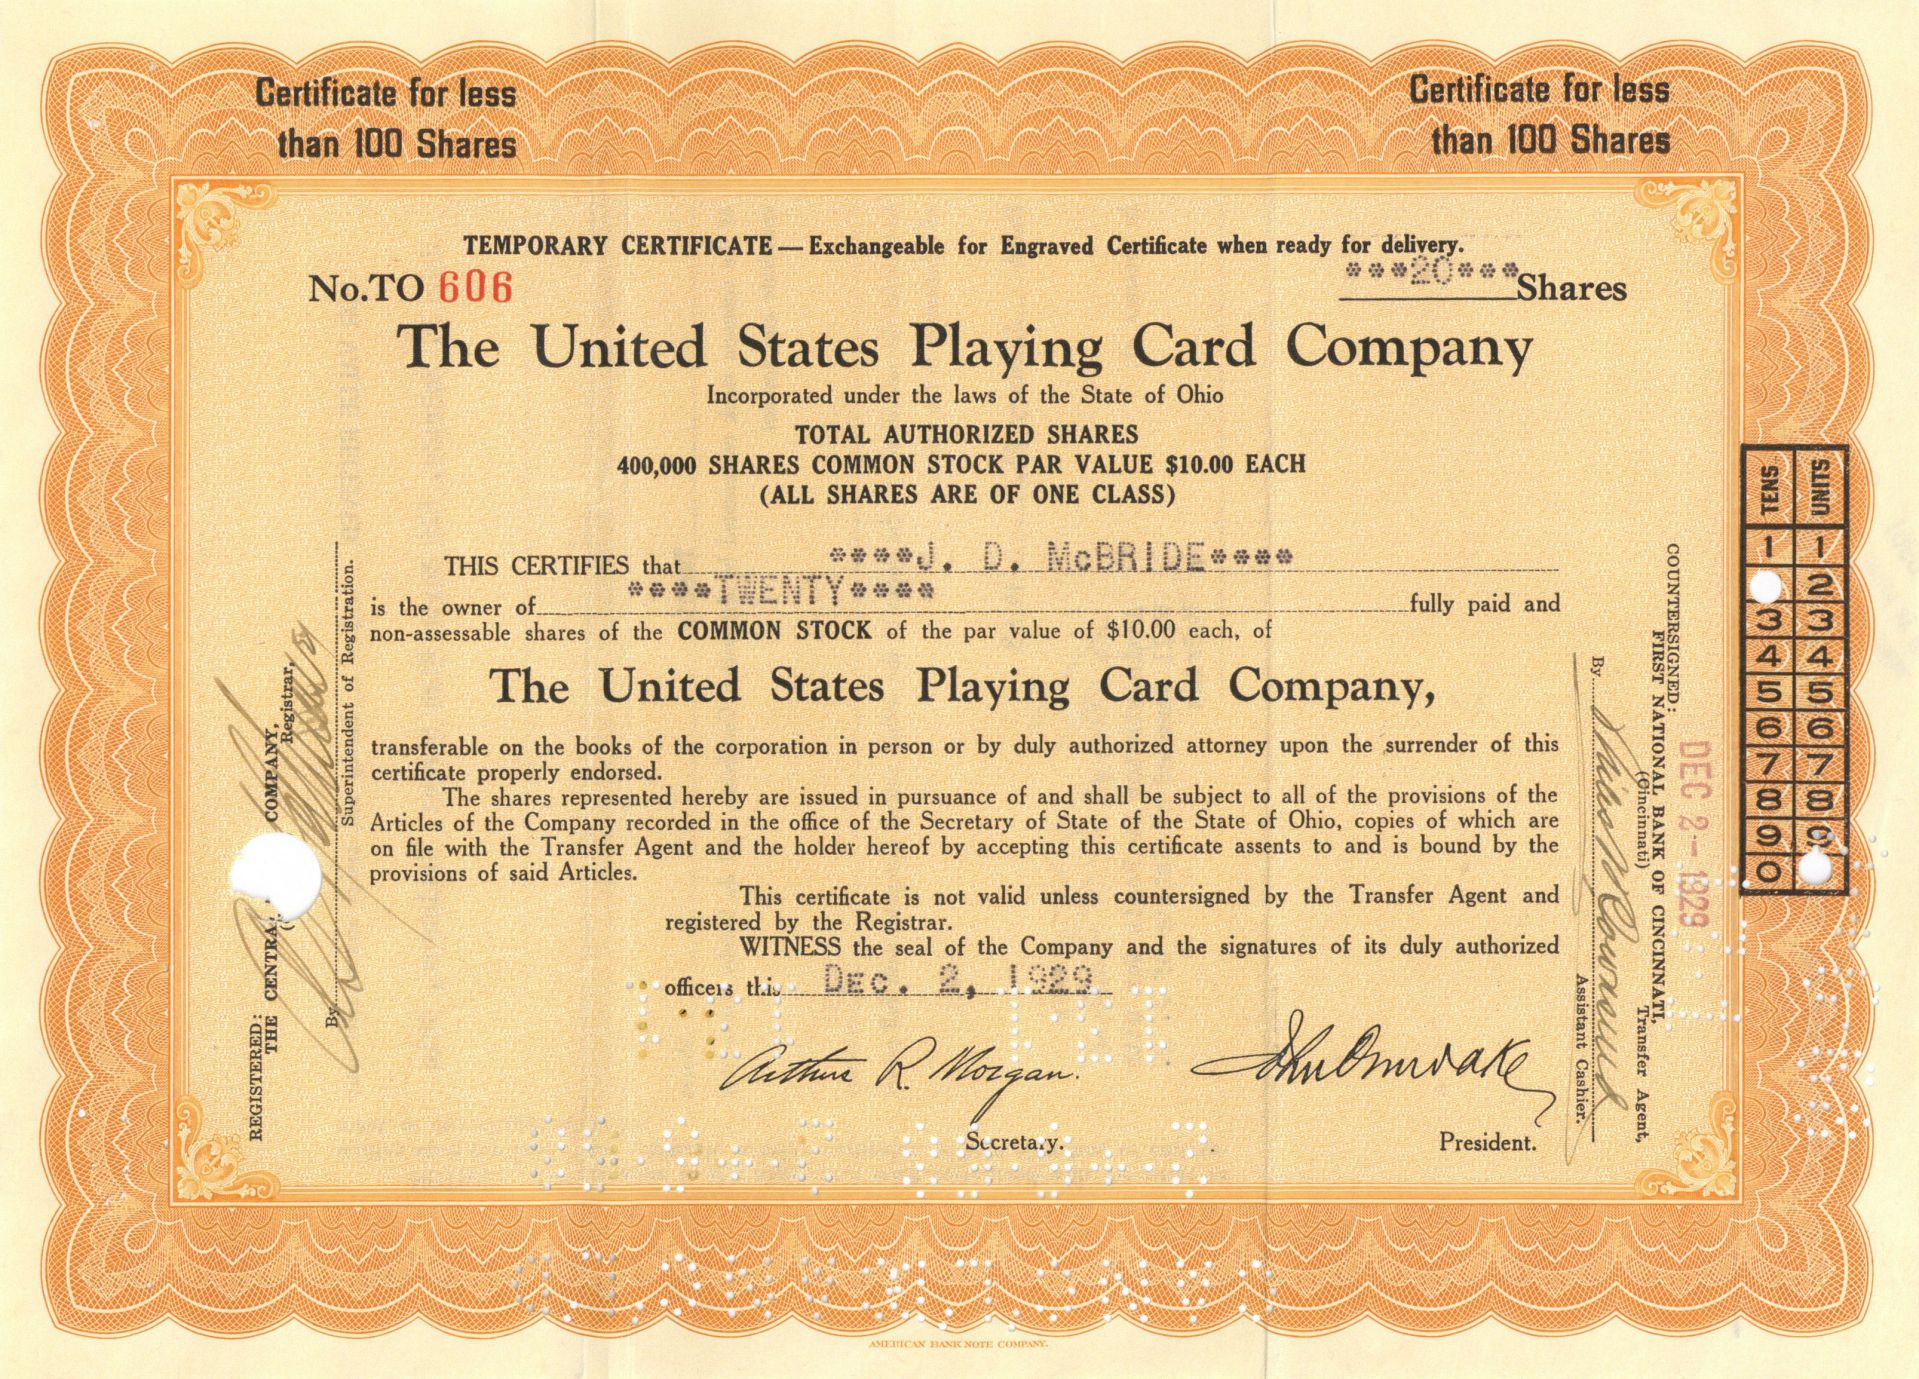 Certificate for less
than 100 Shares
Certificate for less
than 100 Shares
TEMPORARY CERTIFICATE — Exchangeable for Engraved Certificate when ready for delivery.
No. TO 606
***20*** Shares
The United States Playing Card Company
Incorporated under the laws of the State of Ohio
TOTAL AUTHORIZED SHARES
400,000 SHARES COMMON STOCK PAR VALUE $10.00 EACH
(ALL SHARES ARE OF ONE CLASS)
THIS CERTIFIES that ****J. D. McBRIDE****
is the owner of ****TWENTY**** fully paid and
non-assessable shares of the COMMON STOCK of the par value of $10.00 each, of
The United States Playing Card Company,
transferable on the books of the corporation in person or by duly authorized attorney upon the surrender of this
certificate properly endorsed.
The shares represented hereby are issued in pursuance of and shall be subject to all of the provisions of the
Articles of the Company recorded in the office of the Secretary of State of the State of Ohio, copies of which are
on file with the Transfer Agent and the holder hereof by accepting this certificate assents to and is bound by the
provisions of said Articles.
This certificate is not valid unless countersigned by the Transfer Agent and
registered by the Registrar.
WITNESS the seal of the Company and the signatures of its duly authorized
officers this Dec. 2, 1929
Arthur R. Morgan.
Secretary.
President.
REGISTERED:
THE CENTRAL COMPANY,
Registrar,
By
Superintendent of Registration.
COUNTERSIGNED:
FIRST NATIONAL BANK OF CINCINNATI,
(Cincinnati)
Transfer Agent,
DEC 2- 1929
By
Assistant Cashier.
TENS UNITS
1 1
2
3 3
4 4
5 5
6 6
7 7
8 8
9 9
0
AMERICAN BANK NOTE COMPANY.